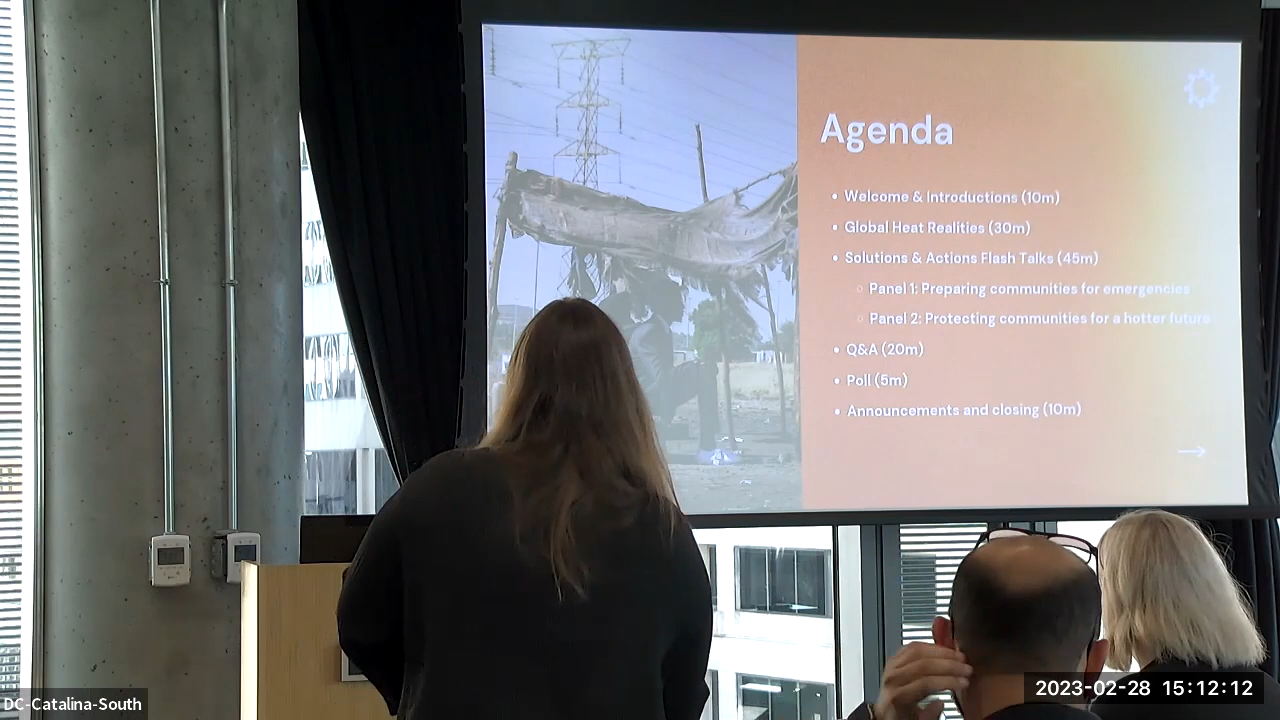 Agenda
• Welcome & Introductions (10m)
• Global Heat Realities (30m)
• Solutions & Actions Flash Talks (45m)
○ Panel 1: Preparing communities for emergencies
○ Panel 2: Protecting communities for a hotter future
• Q&A (20m)
• Poll (5m)
• Announcements and closing (10m)
DC-Catalina-South
2023-02-28 15:12:12